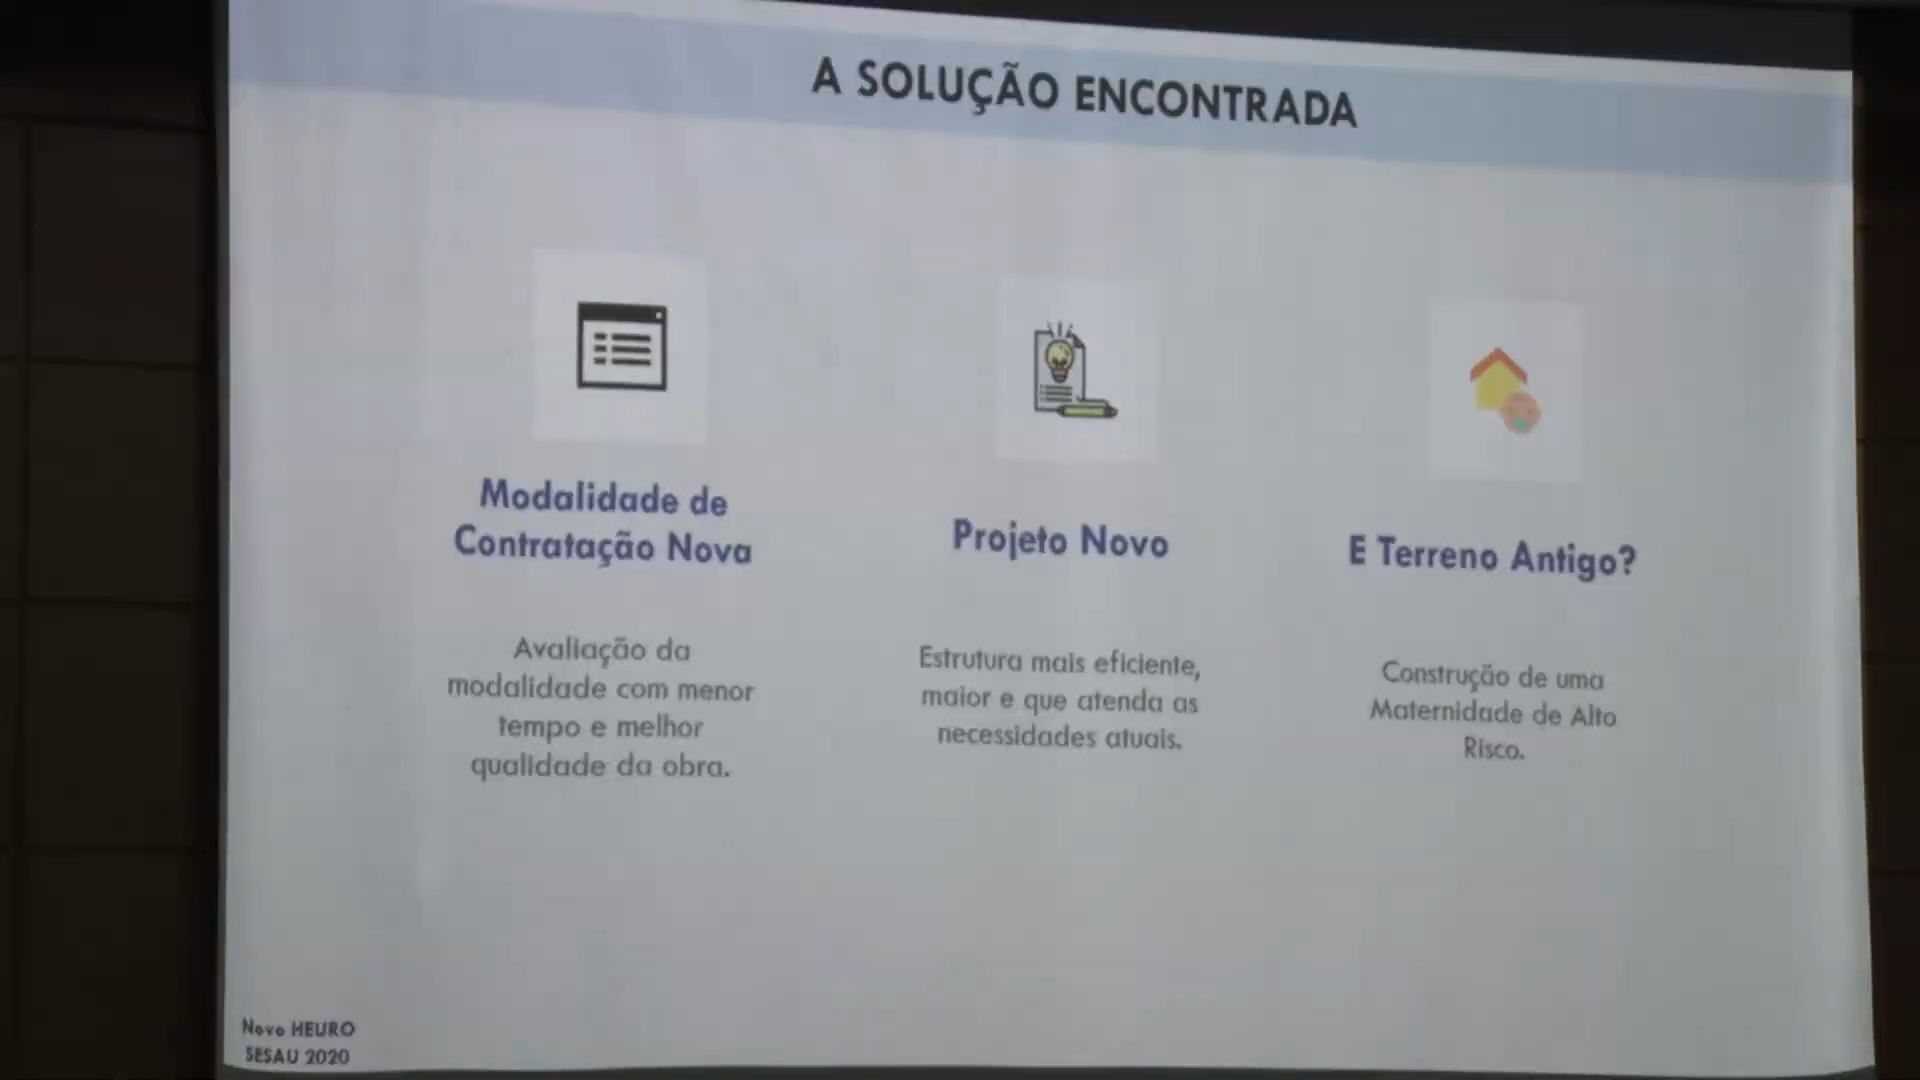 A SOLUÇÃO ENCONTRADA
Modalidade de
Contratação Nova
Avaliação da
modalidade com menor
tempo e melhor
qualidade da obra.
Projeto Novo
Estrutura mais eficiente,
maior e que atenda as
necessidades atuais.
E Terreno Antigo?
Construção de uma
Maternidade de Alto
Risco.
Novo HEURO
SESAU 2020